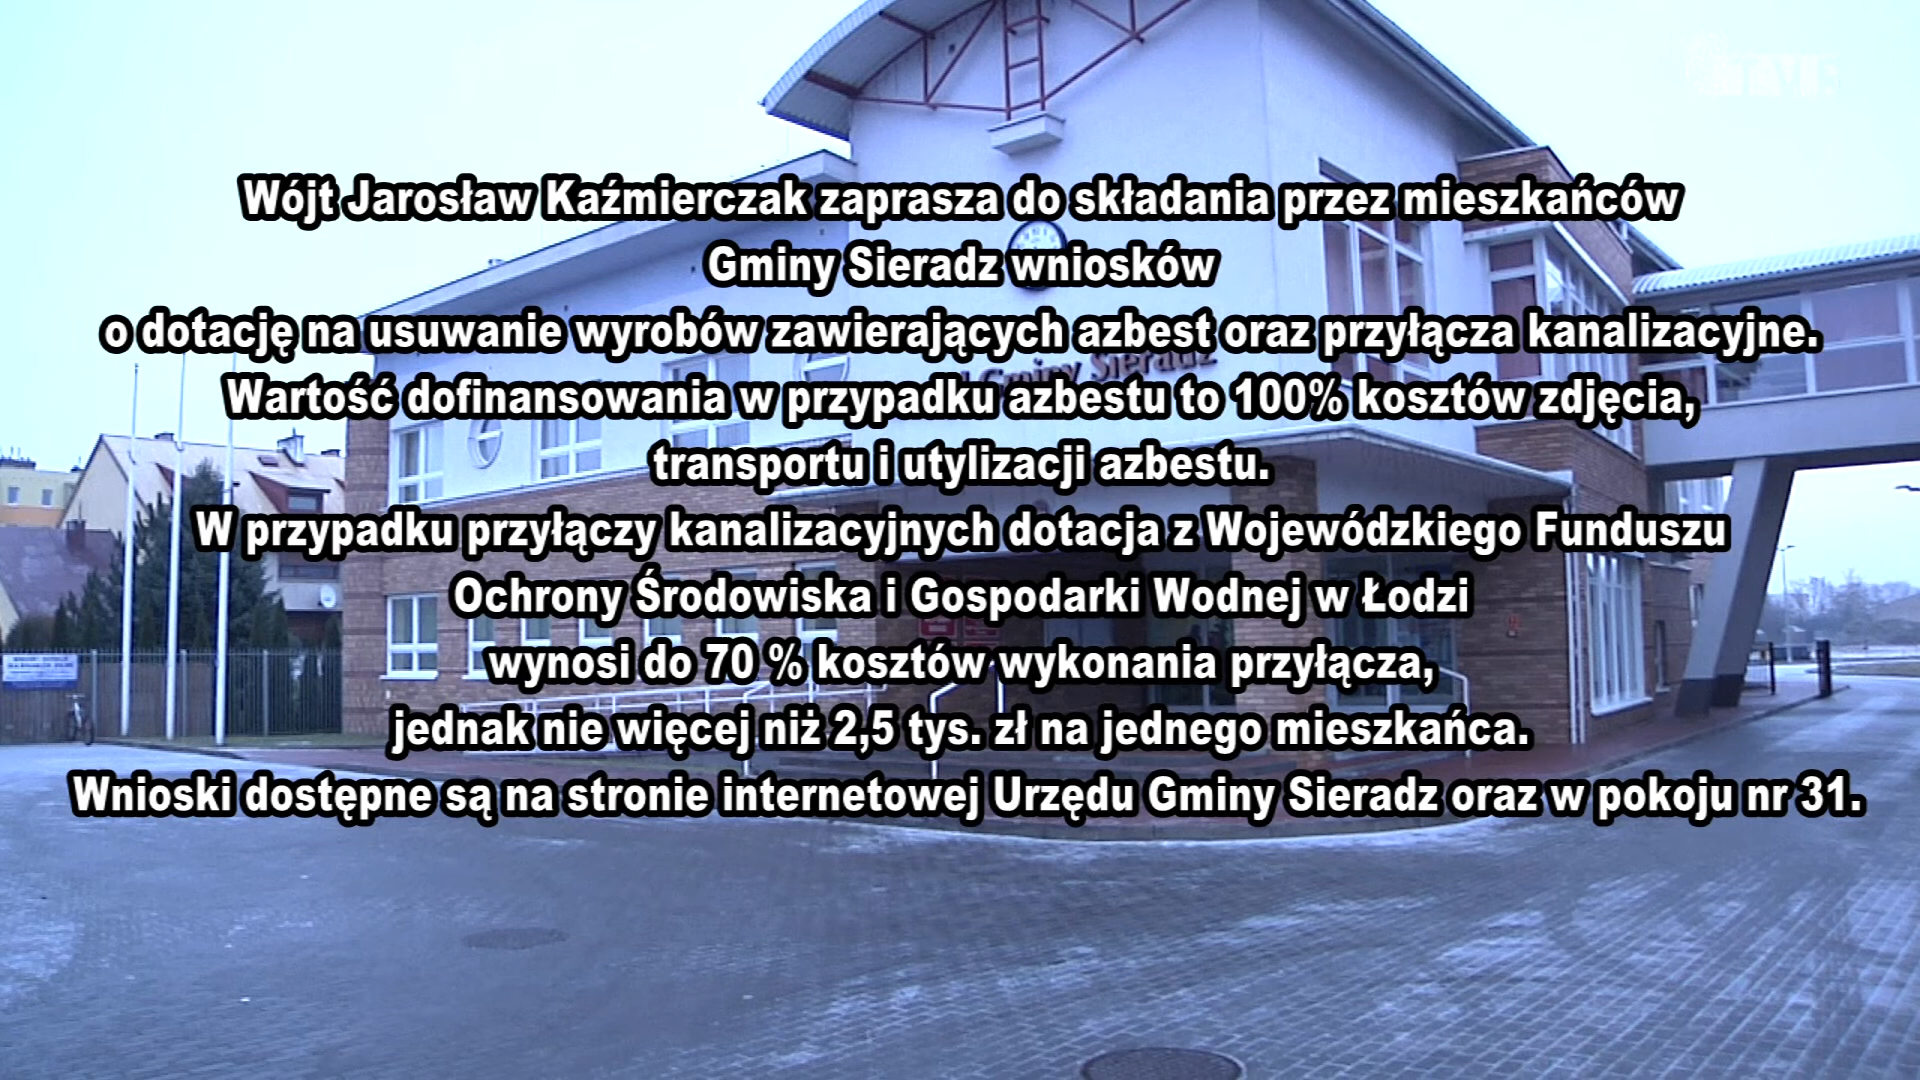 Wójt Jarosław Kaźmierczak zaprasza do składania przez mieszkańców
Gminy Sieradz wniosków
o dotację na usuwanie wyrobów zawierających azbest oraz przyłącza kanalizacyjne.
Wartość dofinansowania w przypadku azbestu to 100% kosztów zdjęcia,
transportu i utylizacji azbestu.
W przypadku przyłączy kanalizacyjnych dotacja z Wojewódzkiego Funduszu
Ochrony Środowiska i Gospodarki Wodnej w Łodzi
wynosi do 70 % kosztów wykonania przyłącza,
jednak nie więcej niż 2,5 tys. zł na jednego mieszkańca.
Wnioski dostępne są na stronie internetowej Urzędu Gminy Sieradz oraz w pokoju nr 31.
Gminy Sieradz